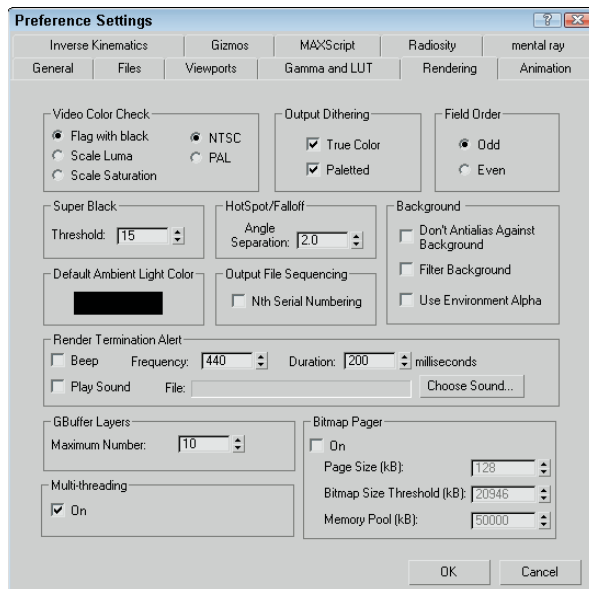 Preference Settings
Inverse Kinematics Gizmos MAXScript Radiosity mental ray
General Files Viewports Gamma and LUT Rendering Animation
Video Color Check
Flag with black NTSC
Scale Luma PAL
Scale Saturation
Output Dithering
True Color
Paletted
Field Order
Odd
Even
Super Black
Threshold: 15
HotSpot/Falloff
Angle
Separation: 2.0
Background
Don't Antialias Against
Background
Filter Background
Use Environment Alpha
Default Ambient Light Color
Output File Sequencing
Nth Serial Numbering
Render Termination Alert
Beep Frequency: 440 Duration: 200 milliseconds
Play Sound File: Choose Sound...
GBuffer Layers
Maximum Number: 10
Multi-threading
On
Bitmap Pager
On
Page Size (kB): 128
Bitmap Size Threshold (kB): 20946
Memory Pool (kB): 50000
OK Cancel